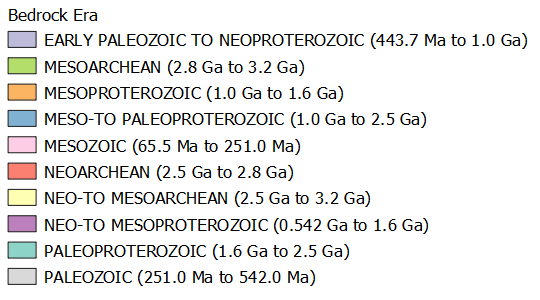 Bedrock Era
EARLY PALEOZOIC TO NEOPROTEROZOIC (443.7 Ma to 1.0 Ga)
MESOARCHEAN (2.8 Ga to 3.2 Ga)
MESOPROTEROZOIC (1.0 Ga to 1.6 Ga)
MESO-TO PALEOPROTEROZOIC (1.0 Ga to 2.5 Ga)
MESOZOIC (65.5 Ma to 251.0 Ma)
NEOARCHEAN (2.5 Ga to 2.8 Ga)
NEO-TO MESOARCHEAN (2.5 Ga to 3.2 Ga)
NEO-TO MESOPROTEROZOIC (0.542 Ga to 1.6 Ga)
PALEOPROTEROZOIC (1.6 Ga to 2.5 Ga)
PALEOZOIC (251.0 Ma to 542.0 Ma)